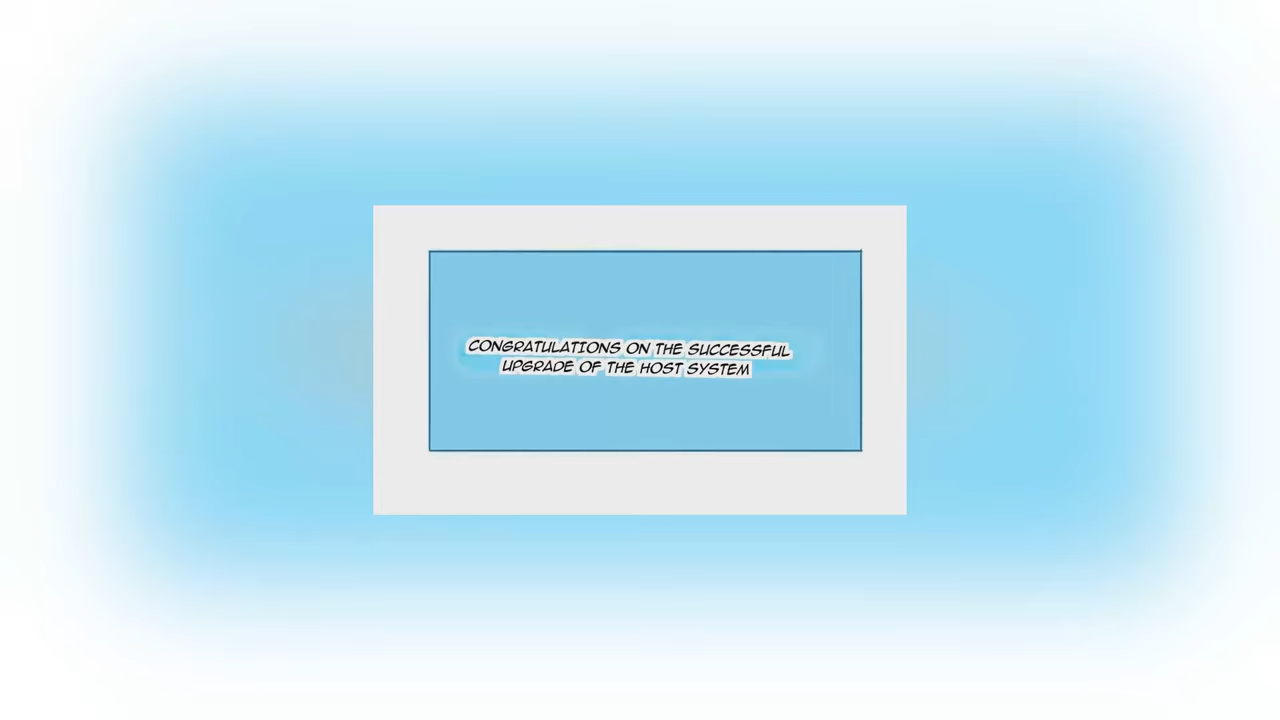 CONGRATULATIONS ON THE SUCCESSFUL
UPGRADE OF THE HOST SYSTEM